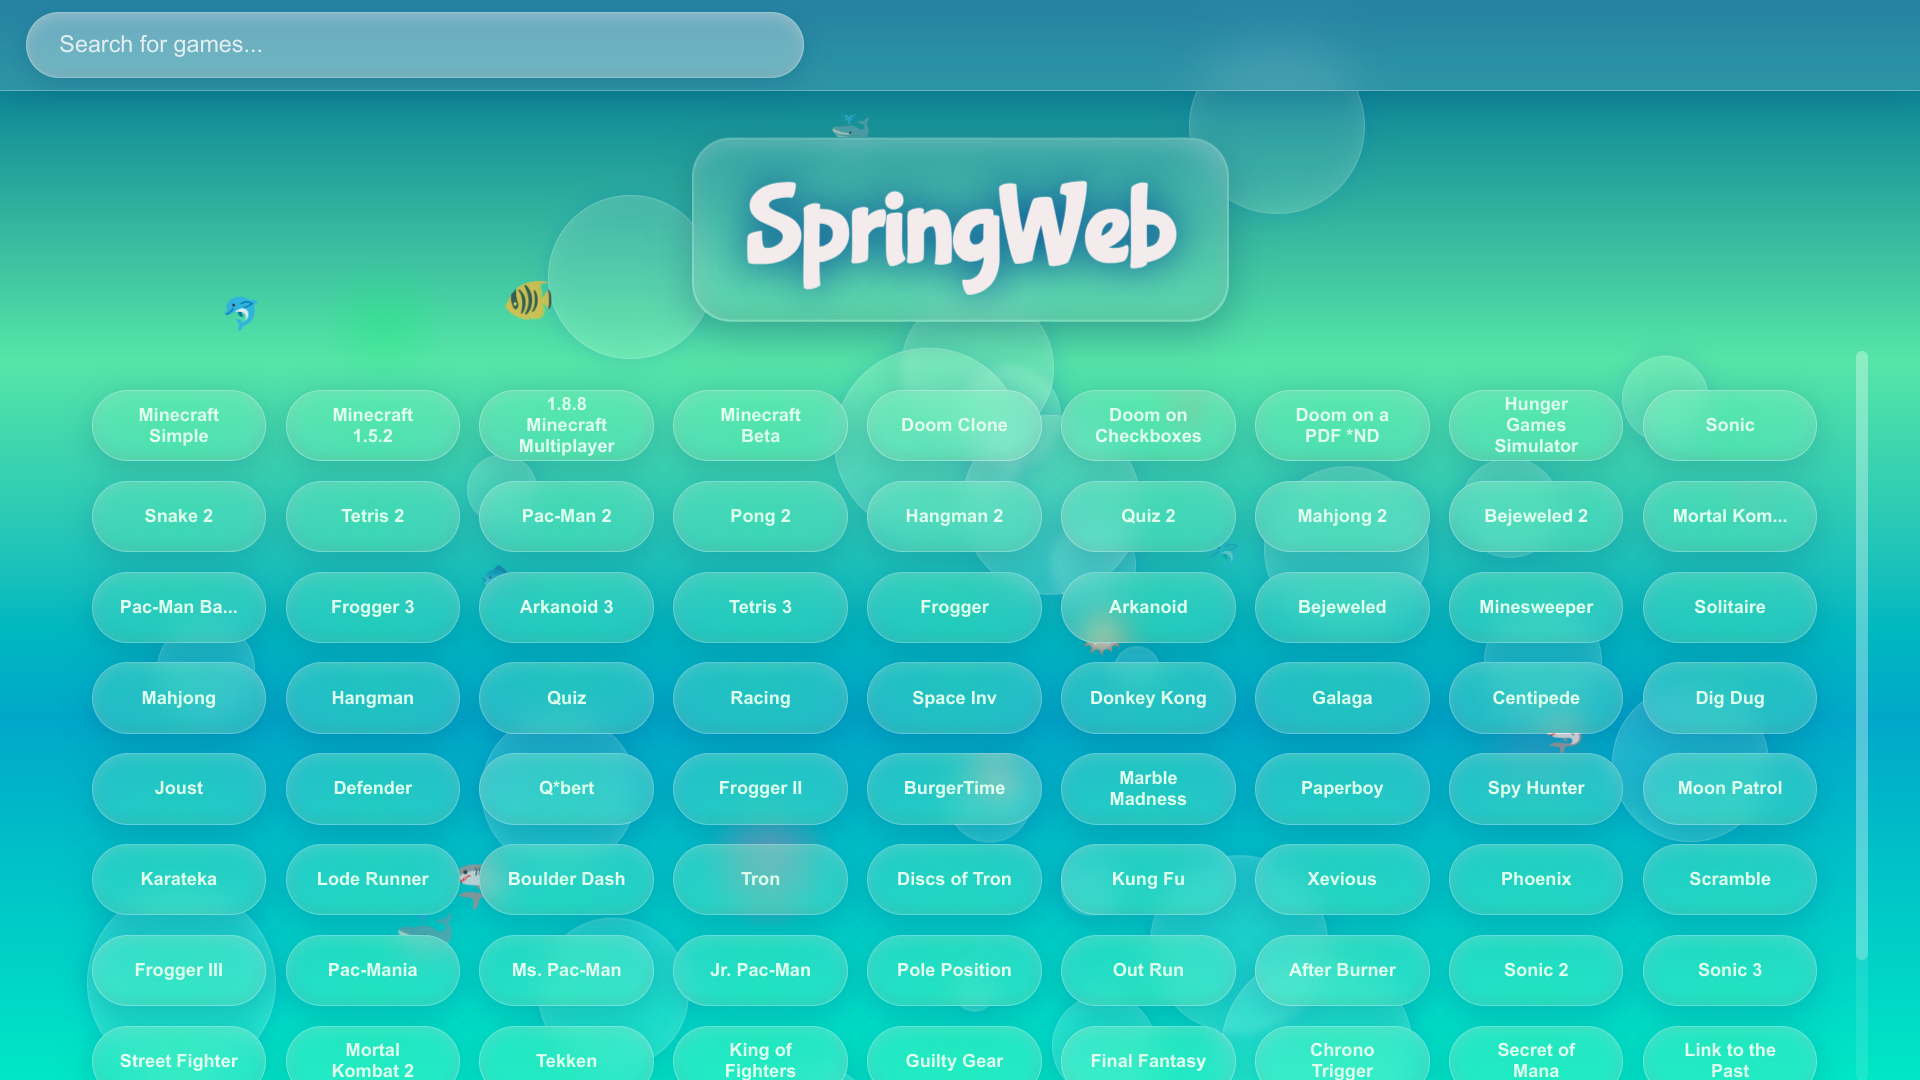 Search for games...
SpringWeb
Minecraft
Simple
Minecraft
1.5.2
1.8.8
Minecraft
Multiplayer
Minecraft
Beta
Doom Clone
Doom on
Checkboxes
Doom on a
PDF *ND
Hunger
Games
Simulator
Sonic
Snake 2
Tetris 2
Pac-Man 2
Pong 2
Hangman 2
Quiz 2
Mahjong 2
Bejeweled 2
Mortal Kom...
Pac-Man Ba...
Frogger 3
Arkanoid 3
Tetris 3
Frogger
Arkanoid
Bejeweled
Minesweeper
Solitaire
Mahjong
Hangman
Quiz
Racing
Space Inv
Donkey Kong
Galaga
Centipede
Dig Dug
Joust
Defender
Q*bert
Frogger II
BurgerTime
Marble
Madness
Paperboy
Spy Hunter
Moon Patrol
Karateka
Lode Runner
Boulder Dash
Tron
Discs of Tron
Kung Fu
Xevious
Phoenix
Scramble
Frogger III
Pac-Mania
Ms. Pac-Man
Jr. Pac-Man
Pole Position
Out Run
After Burner
Sonic 2
Sonic 3
Street Fighter
Mortal
Kombat 2
Tekken
King of
Fighters
Guilty Gear
Final Fantasy
Chrono
Trigger
Secret of
Mana
Link to the
Past